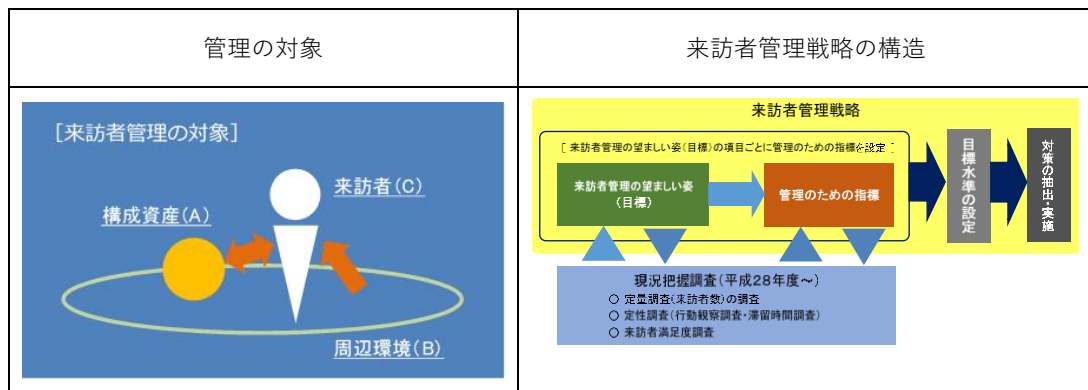 管理の対象
来訪者管理戦略の構造
[来訪者管理の対象]
来訪者(C)
構成資産(A)
周辺環境(B)
来訪者管理戦略
[ 来訪者管理の望ましい姿(目標)の項目ごとに管理のための指標を設定 ]
来訪者管理の望ましい姿
(目標)
管理のための指標
目標水準の設定
対策の抽出・実施
現況把握調査(平成28年度~)
○ 定量調査(来訪者数)の調査
○ 定性調査(行動観察調査・滞留時間調査)
○ 来訪者満足度調査